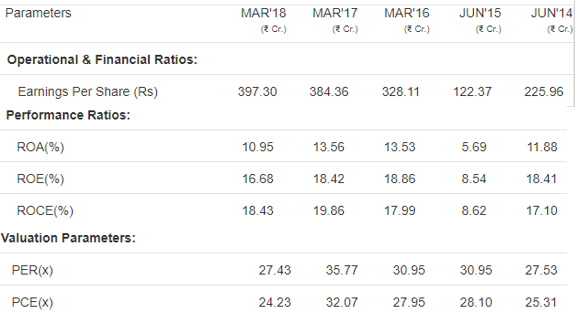 Parameters MAR'18 MAR'17 MAR'16 JUN'15 JUN'14
(₹ Cr.) (₹ Cr.) (₹ Cr.) (₹ Cr.) (₹ Cr.)
Operational & Financial Ratios:
Earnings Per Share (Rs) 397.30 384.36 328.11 122.37 225.96
Performance Ratios:
ROA(%) 10.95 13.56 13.53 5.69 11.88
ROE(%) 16.68 18.42 18.86 8.54 18.41
ROCE(%) 18.43 19.86 17.99 8.62 17.10
Valuation Parameters:
PER(x) 27.43 35.77 30.95 30.95 27.53
PCE(x) 24.23 32.07 27.95 28.10 25.31